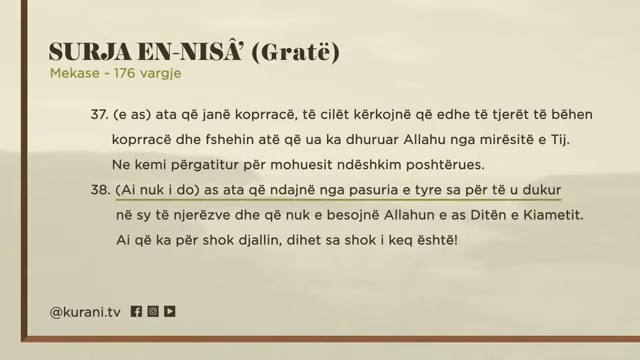 SURJA EN-NISÂ’ (Gratë)
Mekase - 176 vargje
37. (e as) ata që janë koprracë, të cilët kërkojnë që edhe të tjerët të bëhen
koprracë dhe fshehin atë që ua ka dhuruar Allahu nga mirësitë e Tij.
Ne kemi përgatitur për mohuesit ndëshkim poshtërues.
38. (Ai nuk i do) as ata që ndajnë nga pasuria e tyre sa për të u dukur
në sy të njerëzve dhe që nuk e besojnë Allahun e as Ditën e Kiametit.
Ai që ka për shok djallin, dihet sa shok i keq është!
@kurani.tv